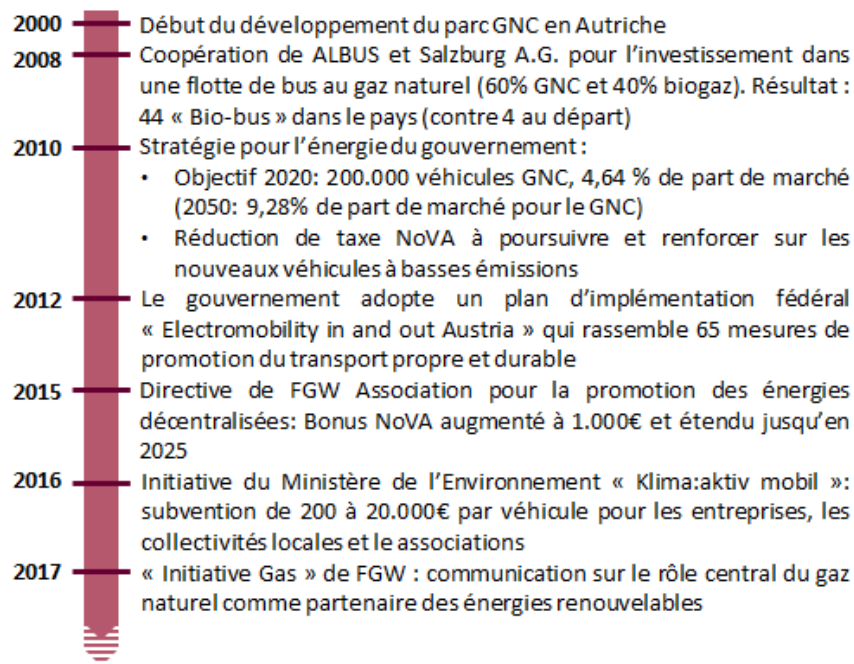 2000 Début du développement du parc GNC en Autriche
2008 Coopération de ALBUS et Salzburg A.G. pour l'investissement dans
une flotte de bus au gaz naturel (60% GNC et 40% biogaz). Résultat :
44 « Bio-bus » dans le pays (contre 4 au départ)
2010 Stratégie pour l'énergie du gouvernement :
• Objectif 2020: 200.000 véhicules GNC, 4,64 % de part de marché
(2050: 9,28% de part de marché pour le GNC)
• Réduction de taxe NoVA à poursuivre et renforcer sur les
nouveaux véhicules à basses émissions
2012 Le gouvernement adopte un plan d'implémentation fédéral
« Electromobility in and out Austria » qui rassemble 65 mesures de
promotion du transport propre et durable
2015 Directive de FGW Association pour la promotion des énergies
décentralisées: Bonus NoVA augmenté à 1.000€ et étendu jusqu'en
2025
2016 Initiative du Ministère de l'Environnement « Klima:aktiv mobil »:
subvention de 200 à 20.000€ par véhicule pour les entreprises, les
collectivités locales et le associations
2017 « Initiative Gas » de FGW : communication sur le rôle central du gaz
naturel comme partenaire des énergies renouvelables